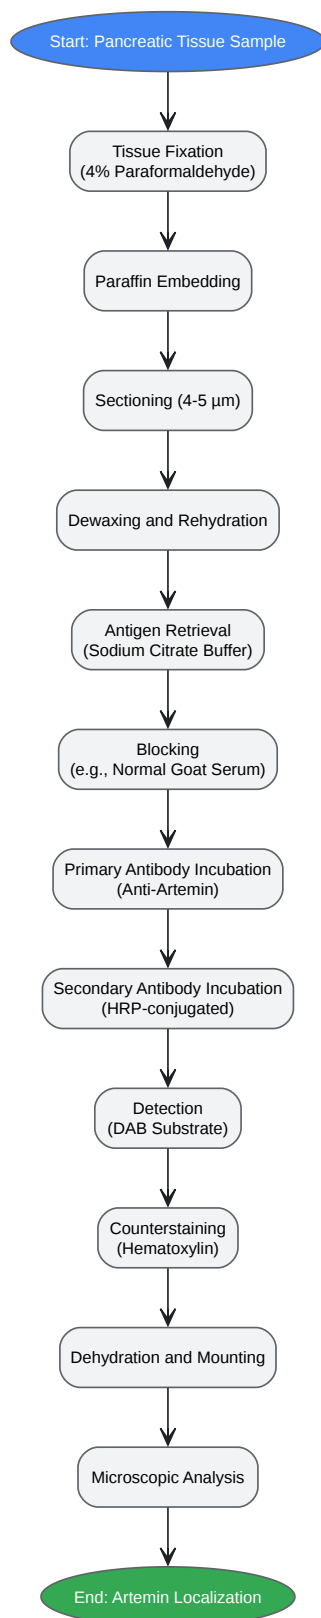 Start: Pancreatic Tissue Sample
Tissue Fixation
(4% Paraformaldehyde)
Paraffin Embedding
Sectioning (4-5 µm)
Dewaxing and Rehydration
Antigen Retrieval
(Sodium Citrate Buffer)
Blocking
(e.g., Normal Goat Serum)
Primary Antibody Incubation
(Anti-Artemin)
Secondary Antibody Incubation
(HRP-conjugated)
Detection
(DAB Substrate)
Counterstaining
(Hematoxylin)
Dehydration and Mounting
Microscopic Analysis
End: Artemin Localization